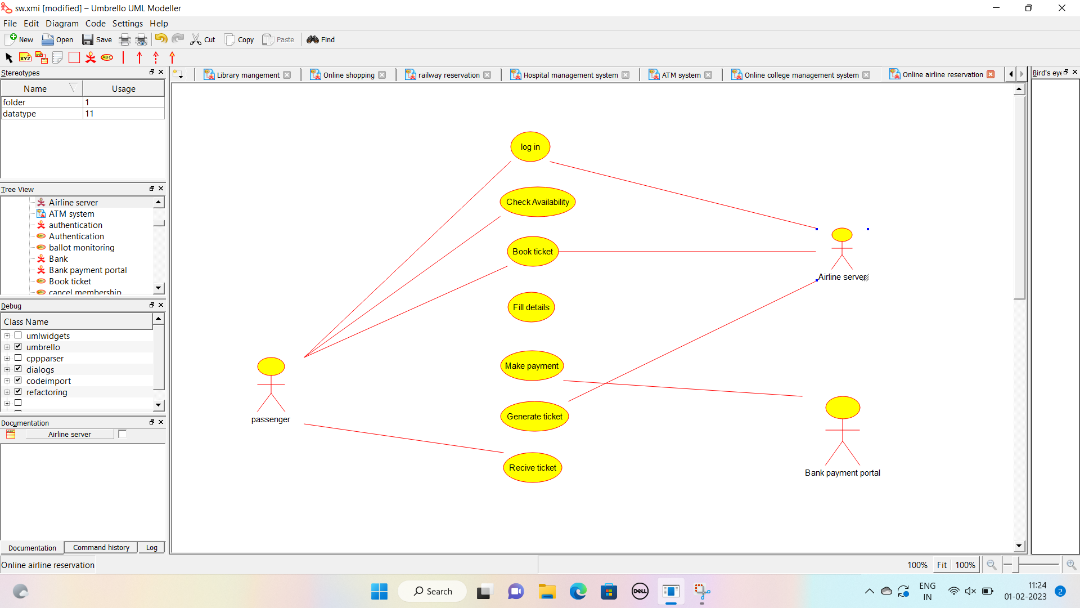 sw.xmi [modified] – Umbrello UML Modeller
File Edit Diagram Code Settings Help
New Open Save Cut Copy Paste Find
Stereotypes
Name Usage
folder 1
datatype 11
Tree View
Airline server
ATM system
authentication
Authentication
ballot monitoring
Bank
Bank payment portal
Book ticket
cancel membership
Debug
Class Name
umlwidgets
umbrello
cppparser
dialogs
codeimport
refactoring
Documentation
Airline server
Documentation Command history Log
Online airline reservation
Library mangement Online shopping railway reservation Hospital management system ATM system Online college management system Online airline reservation
Bird's eye
log in
Check Availability
Book ticket
Fill details
Make payment
Generate ticket
Recive ticket
passenger
Airline server
Bank payment portal
100% Fit 100%
Search
DELL
ENG
IN
11:24
01-02-2023
2